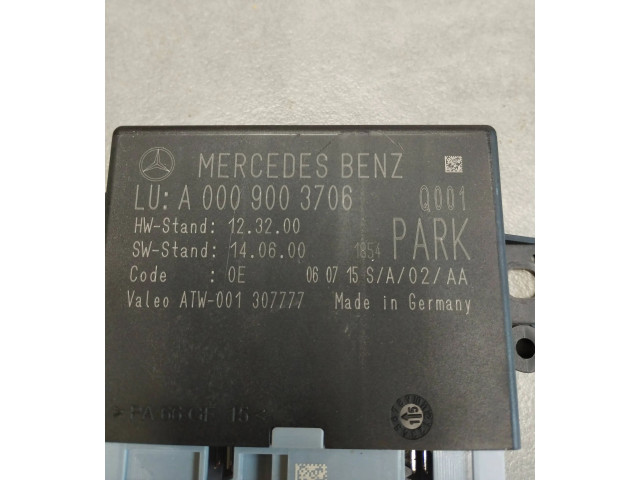 MERCEDES BENZ
LU: A 000 900 3706 Q001
HW-Stand: 12.32.00
SW-Stand: 14.06.00 1854 PARK
Code : 0E 06 07 15 S/A/02/AA
Valeo ATW-001 307777 Made in Germany
15